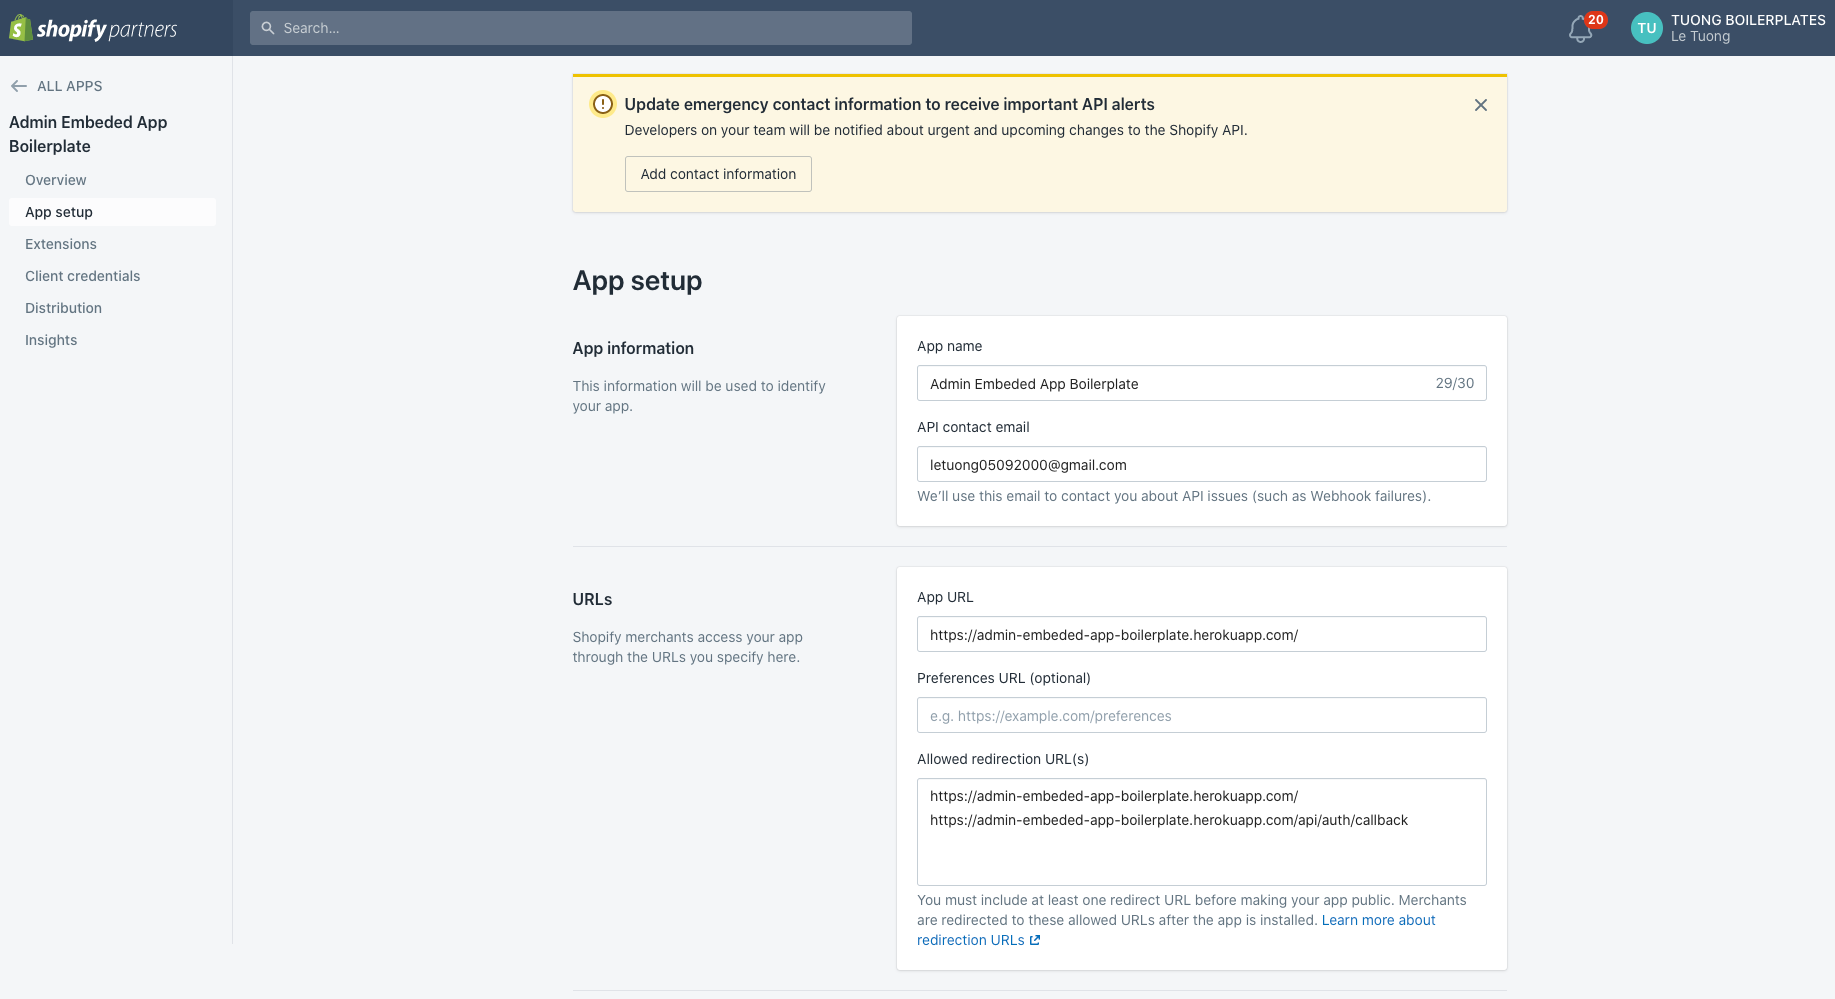 shopify partners
Search...
20
TU
TUONG BOILERPLATES
Le Tuong
ALL APPS
Admin Embeded App
Boilerplate
Overview
App setup
Extensions
Client credentials
Distribution
Insights
Update emergency contact information to receive important API alerts
Developers on your team will be notified about urgent and upcoming changes to the Shopify API.
Add contact information
App setup
App information
This information will be used to identify
your app.
App name
Admin Embeded App Boilerplate
29/30
API contact email
letuong05092000@gmail.com
We'll use this email to contact you about API issues (such as Webhook failures).
URLs
Shopify merchants access your app
through the URLs you specify here.
App URL
https://admin-embeded-app-boilerplate.herokuapp.com/
Preferences URL (optional)
e.g. https://example.com/preferences
Allowed redirection URL(s)
https://admin-embeded-app-boilerplate.herokuapp.com/
https://admin-embeded-app-boilerplate.herokuapp.com/api/auth/callback
You must include at least one redirect URL before making your app public. Merchants
are redirected to these allowed URLs after the app is installed. Learn more about
redirection URLs